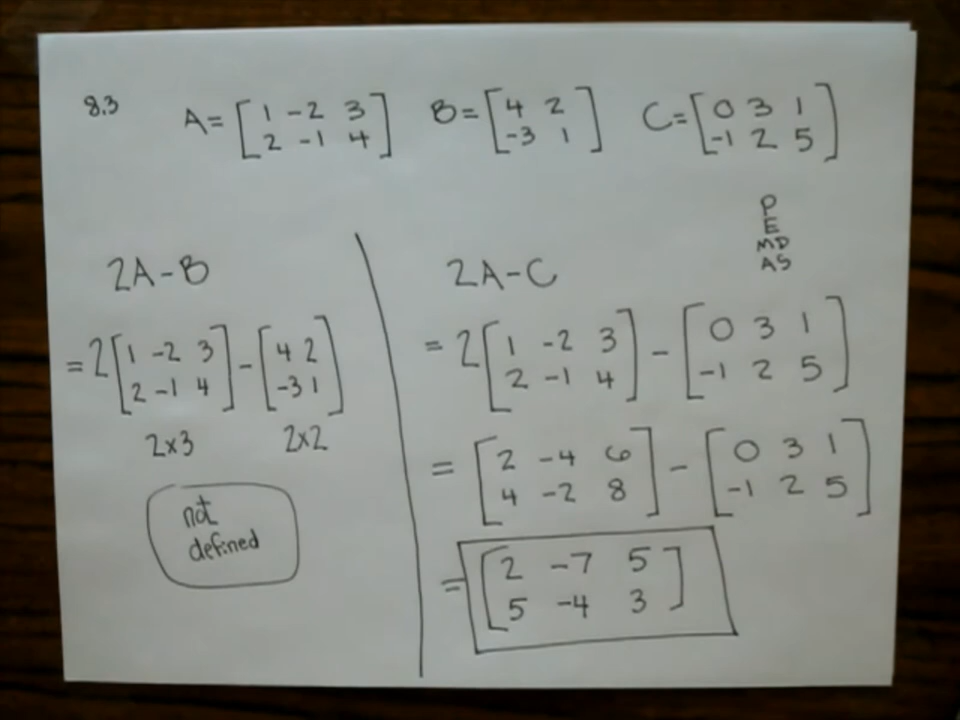 8.3 A = [1 -2 3 B = [4 2 C = [0 3 1
2 -1 4] -3 1] -1 2 5]
P
E
MD
AS
2A - B
= 2[1 -2 3 - [4 2
2 -1 4] -3 1]
2x3 2x2
not
defined
2A - C
= 2[1 -2 3 - [0 3 1
2 -1 4] -1 2 5]
= [2 -4 6 - [0 3 1
4 -2 8] -1 2 5]
= [2 -7 5
5 -4 3]